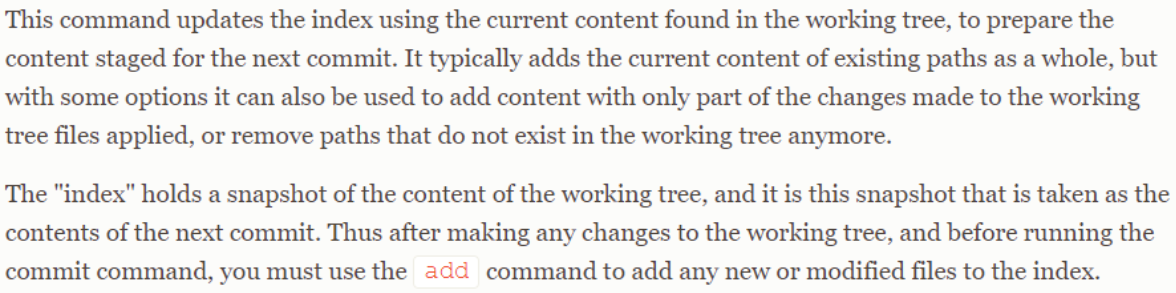 This command updates the index using the current content found in the working tree, to prepare the
content staged for the next commit. It typically adds the current content of existing paths as a whole, but
with some options it can also be used to add content with only part of the changes made to the working
tree files applied, or remove paths that do not exist in the working tree anymore.
The "index" holds a snapshot of the content of the working tree, and it is this snapshot that is taken as the
contents of the next commit. Thus after making any changes to the working tree, and before running the
commit command, you must use the add command to add any new or modified files to the index.